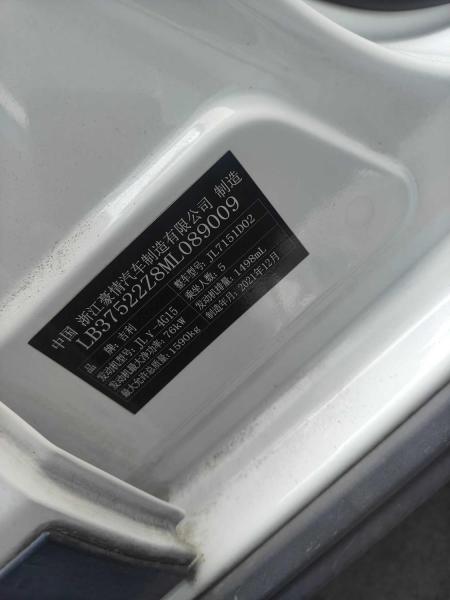 中国 浙江豪情汽车制造有限公司 制造
LB37522Z8ML089009
品 牌:吉利 整车型号:JL7151D02
发动机型号:JLY-4G15 乘坐人数:5
发动机最大净功率:76kW 发动机排量:1498mL
最大允许总质量:1590kg 制造年月:2021年12月